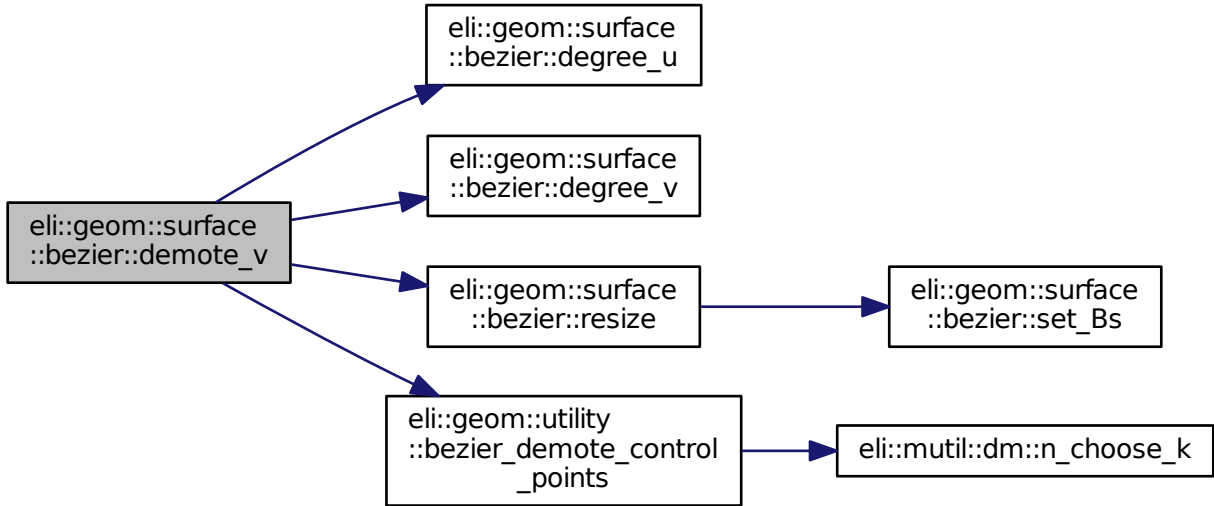 eli::geom::surface
::bezier::degree_u
eli::geom::surface
::bezier::degree_v
eli::geom::surface
::bezier::demote_v
eli::geom::surface
::bezier::resize
eli::geom::surface
::bezier::set_Bs
eli::geom::utility
::bezier_demote_control
_points
eli::mutil::dm::n_choose_k